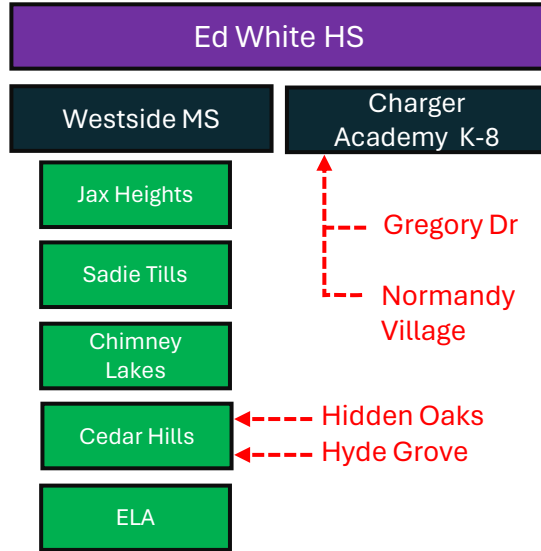 Ed White HS
Westside MS
Charger
Academy K-8
Jax Heights
Sadie Tills
Chimney
Lakes
Cedar Hills
ELA
Gregory Dr
Normandy
Village
Hidden Oaks
Hyde Grove